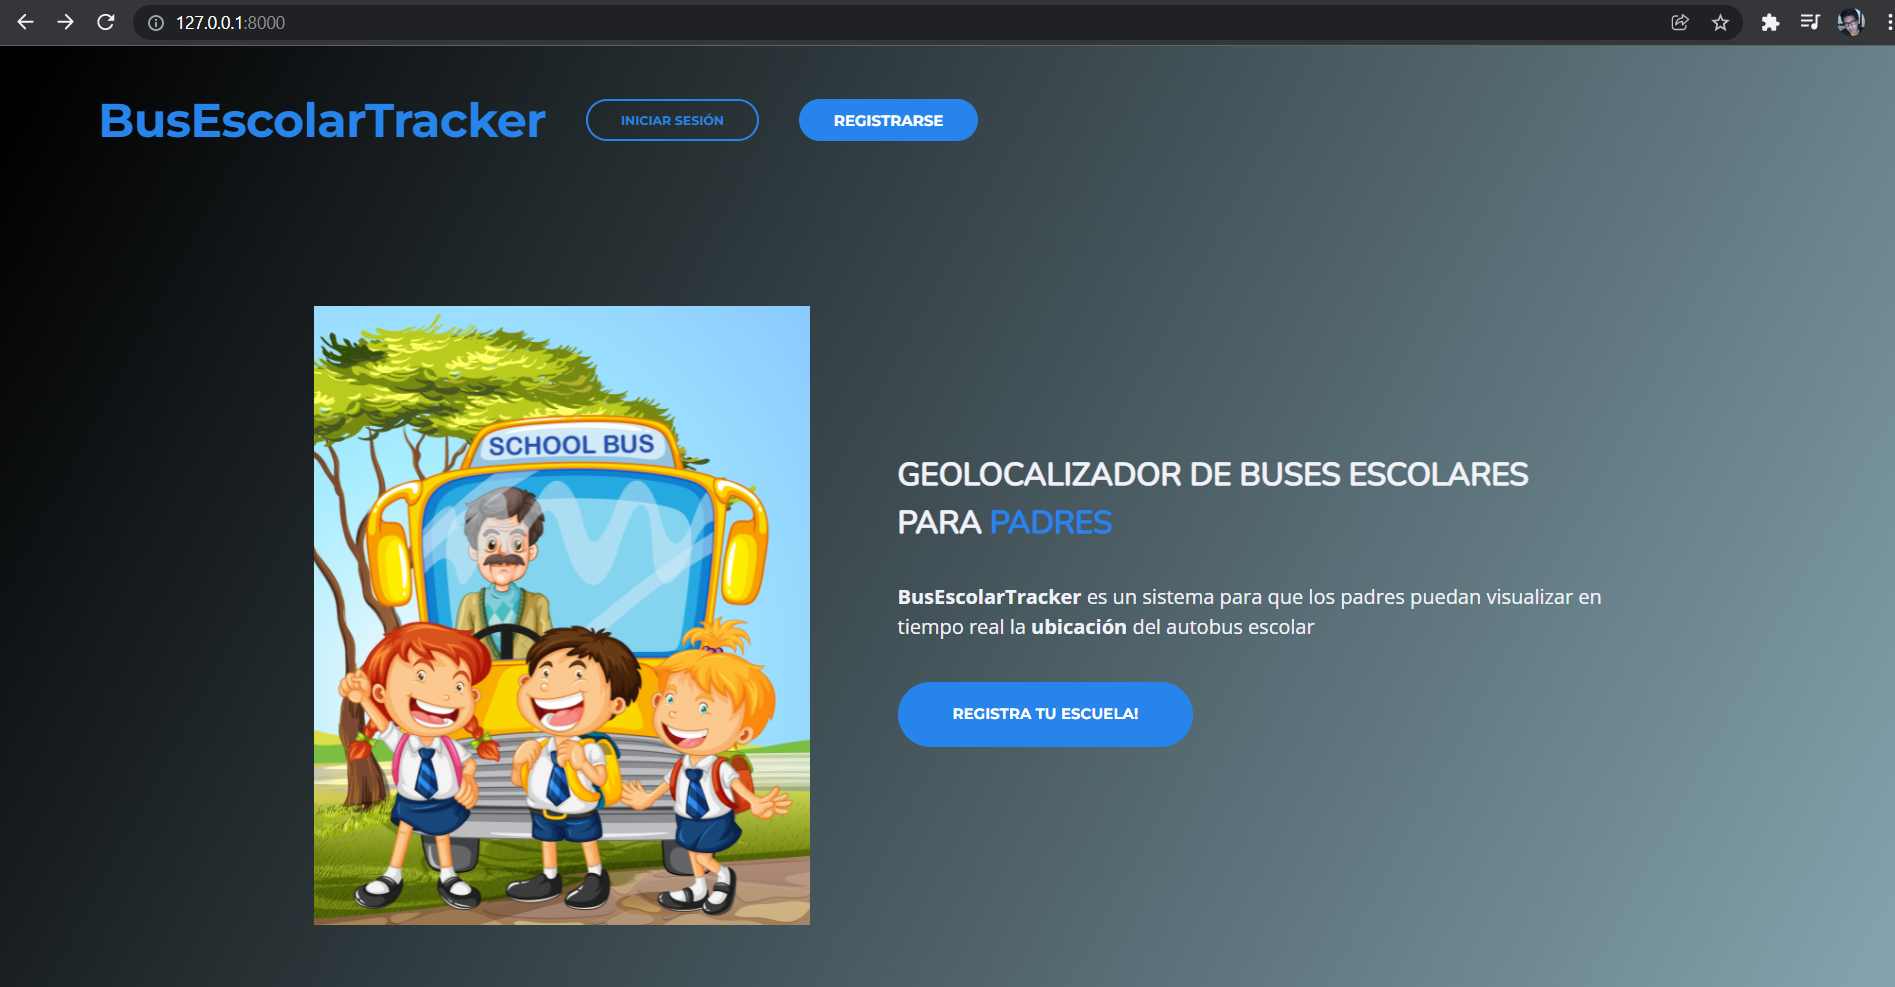 127.0.0.1:8000
BusEscolarTracker
INICIAR SESIÓN
REGISTRARSE
SCHOOL BUS
GEOLOCALIZADOR DE BUSES ESCOLARES
PARA PADRES
BusEscolarTracker es un sistema para que los padres puedan visualizar en
tiempo real la ubicación del autobus escolar
REGISTRA TU ESCUELA!